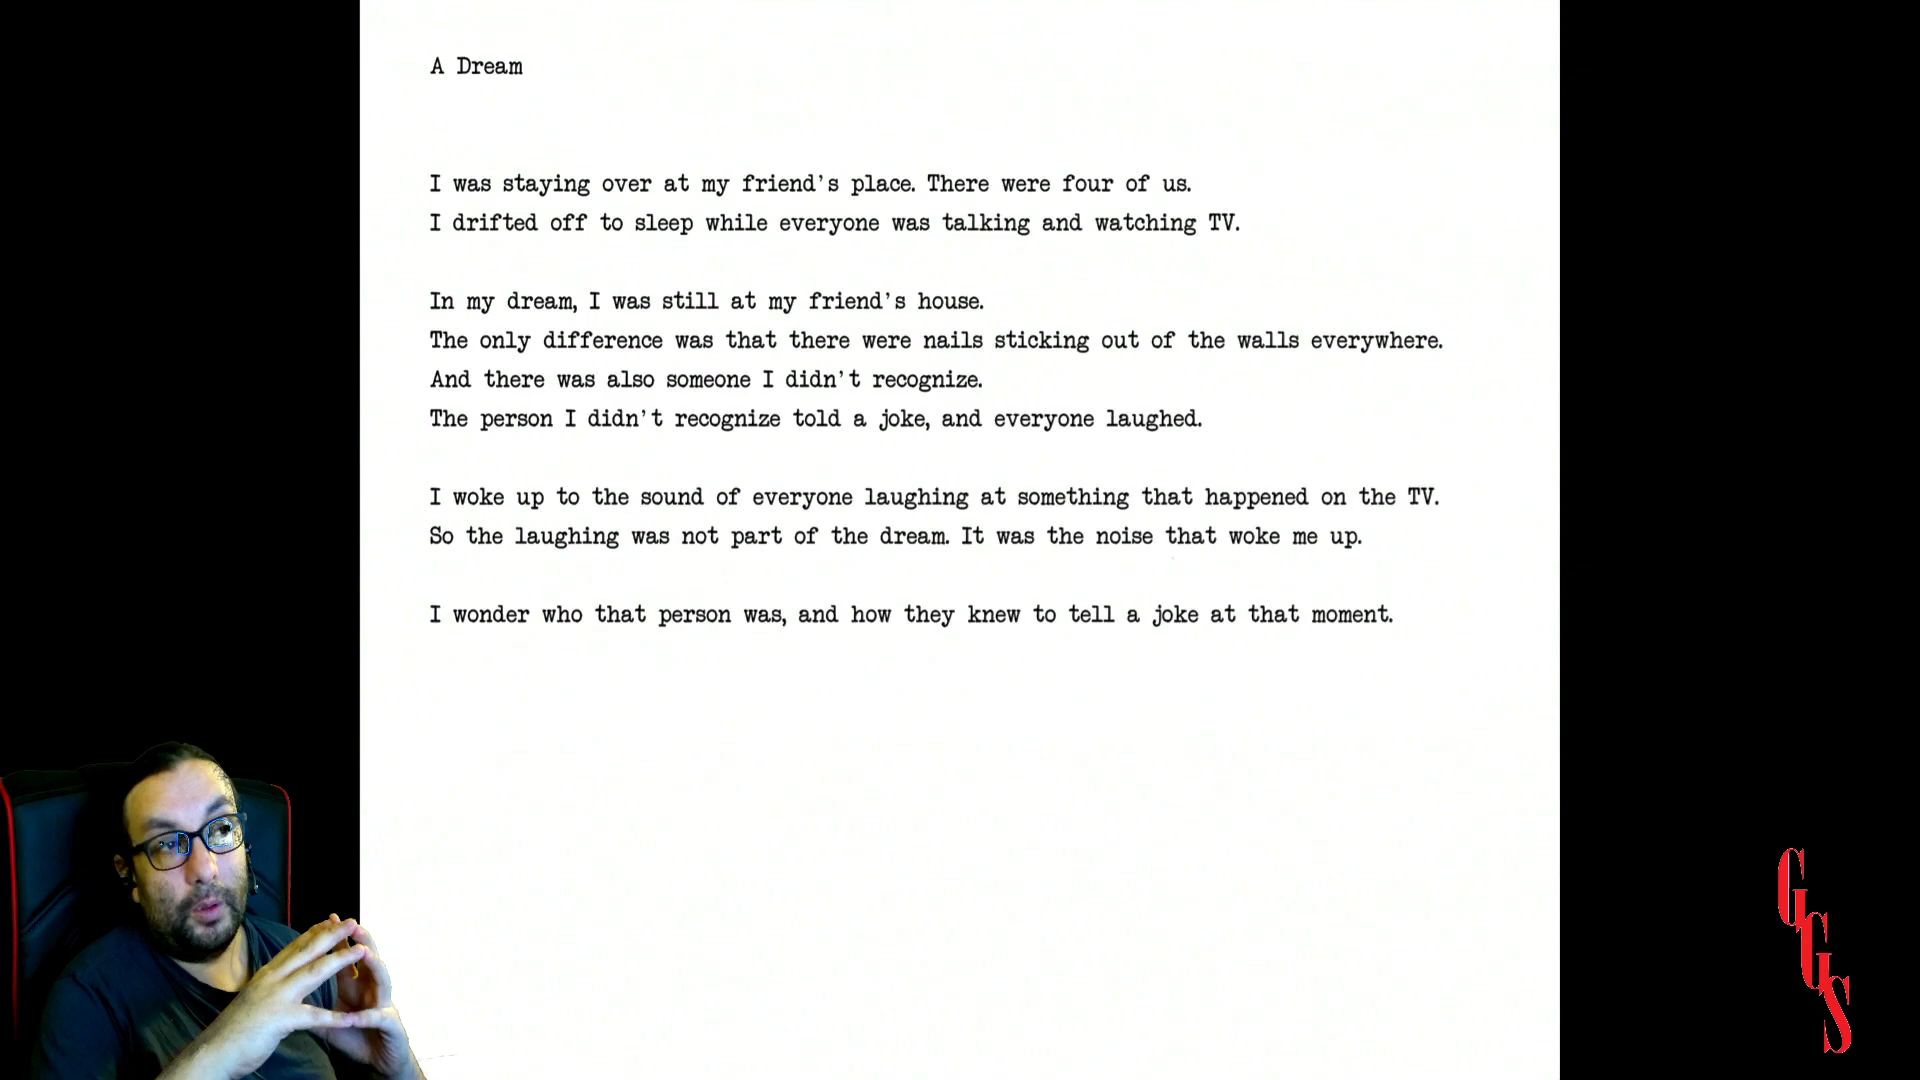 A Dream
I was staying over at my friend's place. There were four of us.
I drifted off to sleep while everyone was talking and watching TV.
In my dream, I was still at my friend's house.
The only difference was that there were nails sticking out of the walls everywhere.
And there was also someone I didn't recognize.
The person I didn't recognize told a joke, and everyone laughed.
I woke up to the sound of everyone laughing at something that happened on the TV.
So the laughing was not part of the dream. It was the noise that woke me up.
I wonder who that person was, and how they knew to tell a joke at that moment.
GGS